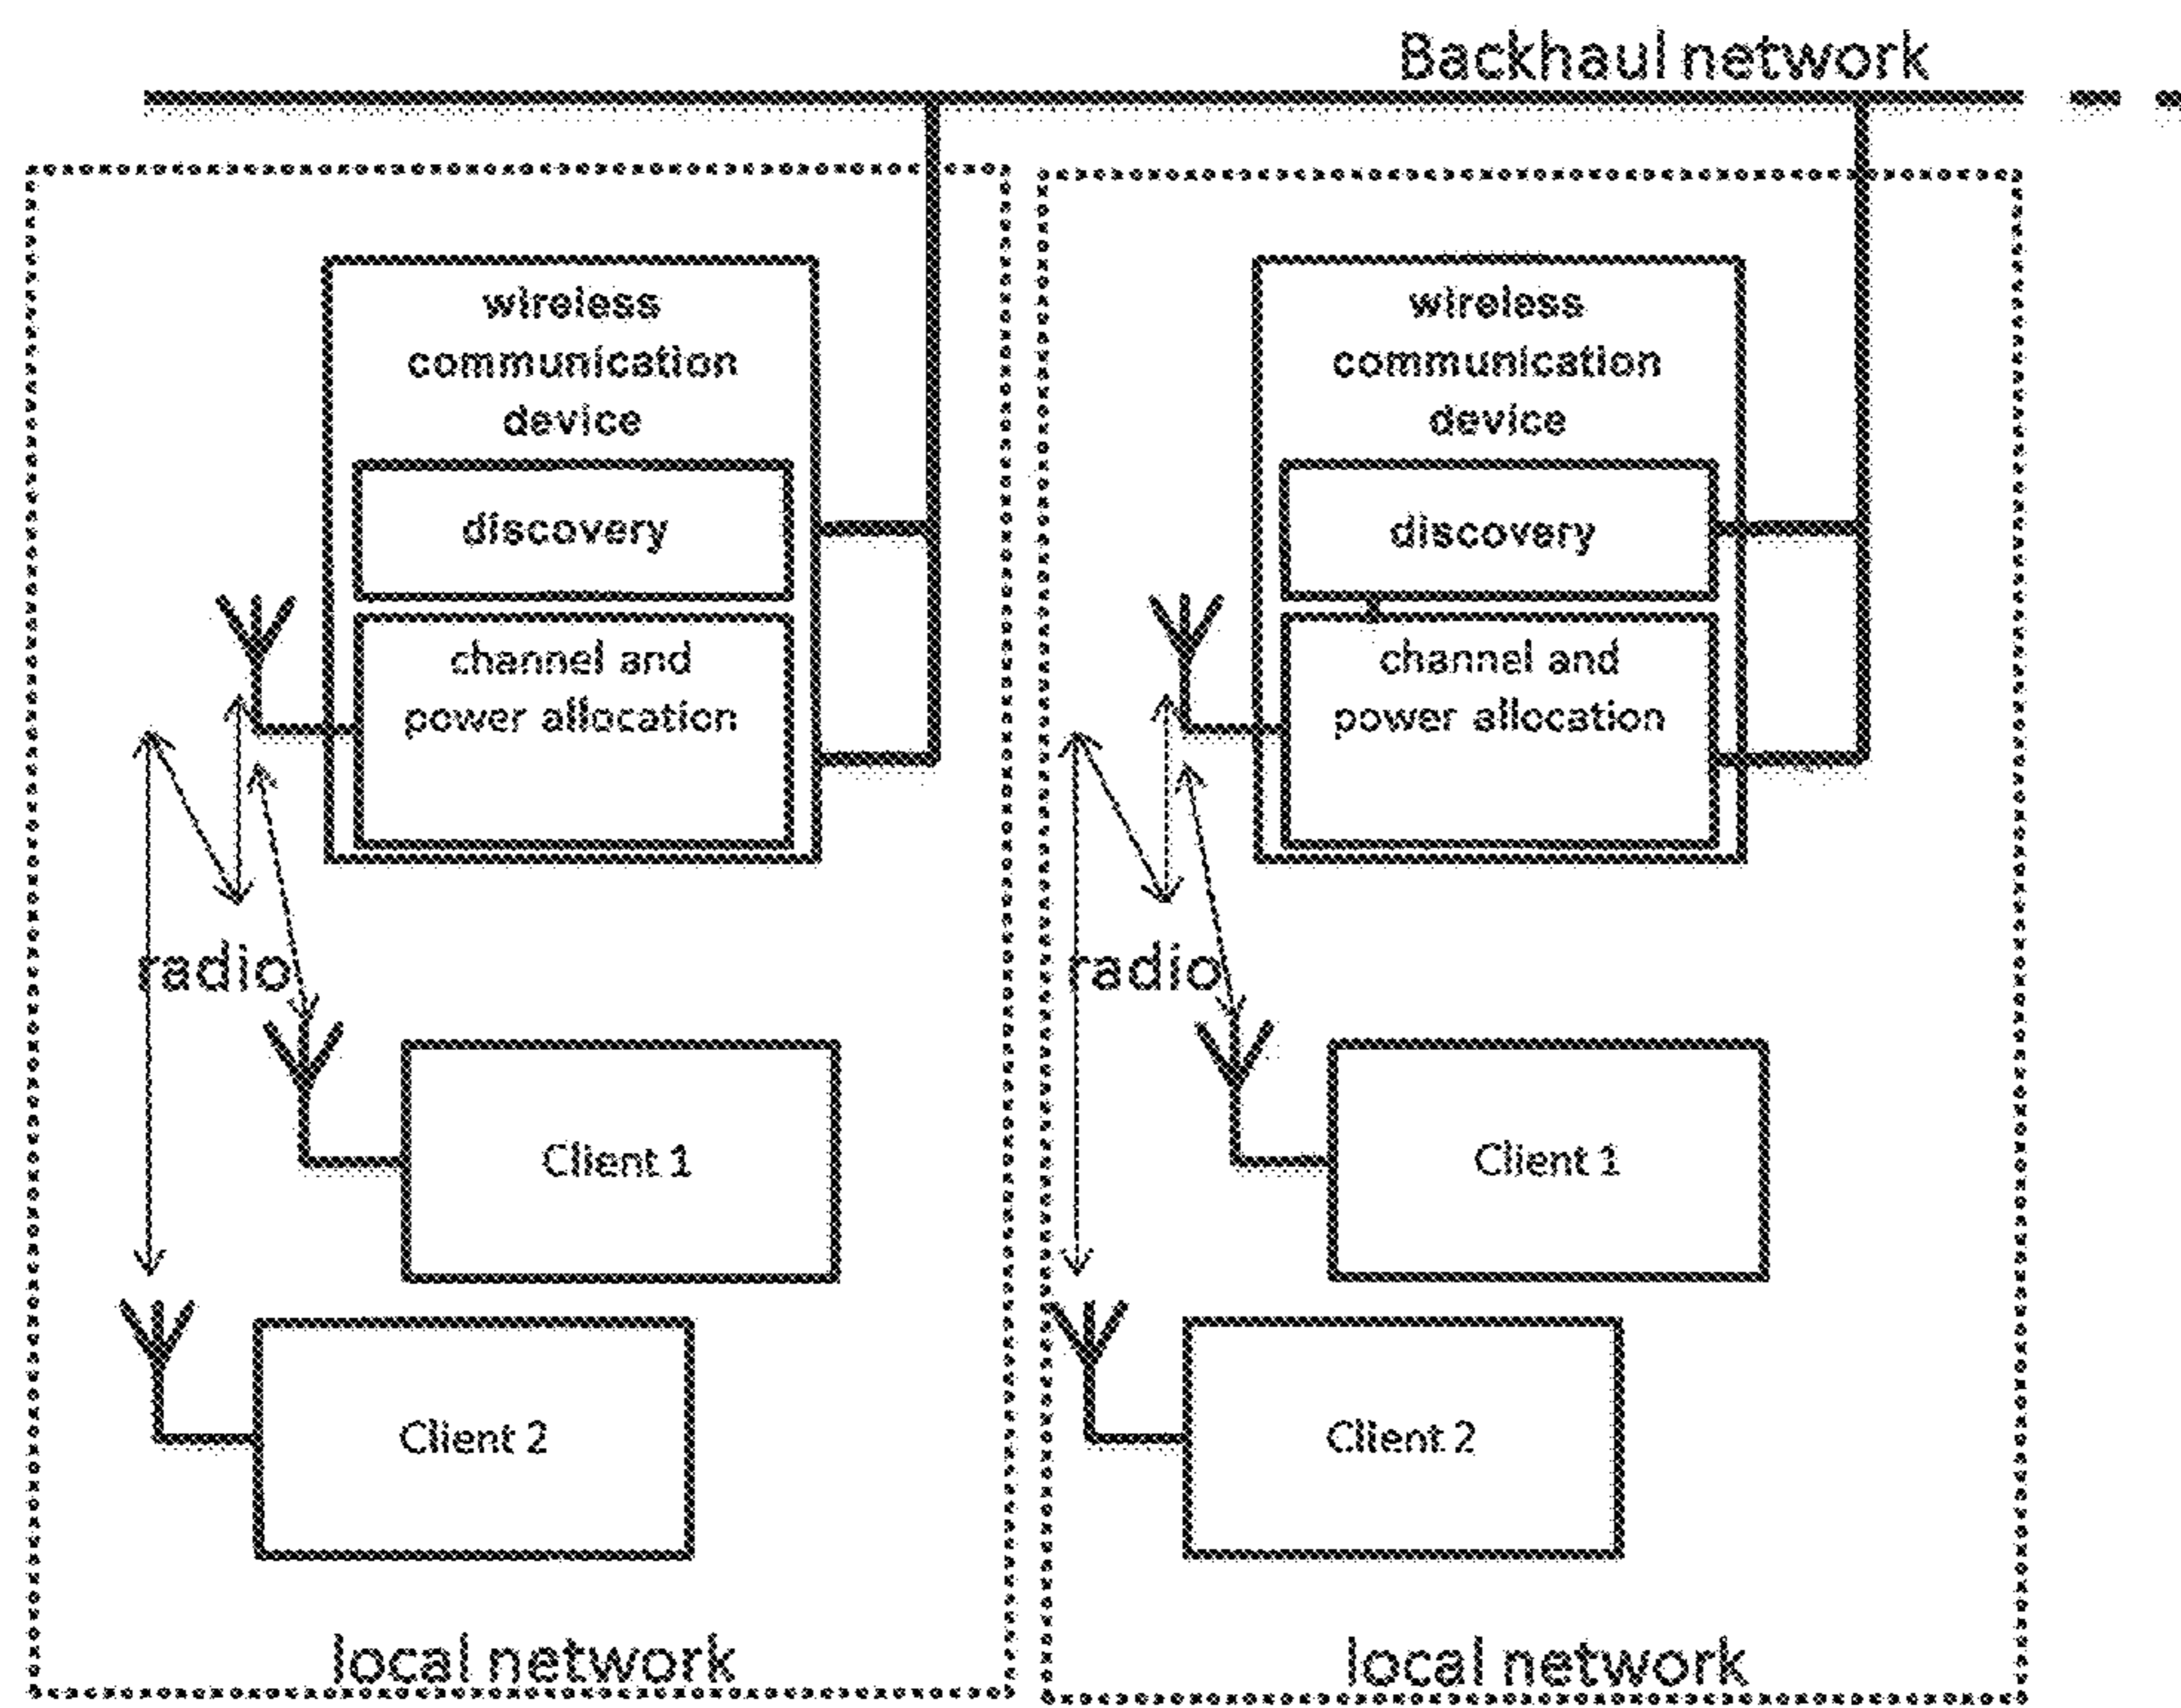 Backhaul network
wireless
communication
device
discovery
channel and
power allocation
radio
Client 1
Client 2
local network
wireless
communication
device
discovery
channel and
power allocation
radio
Client 1
Client 2
local network